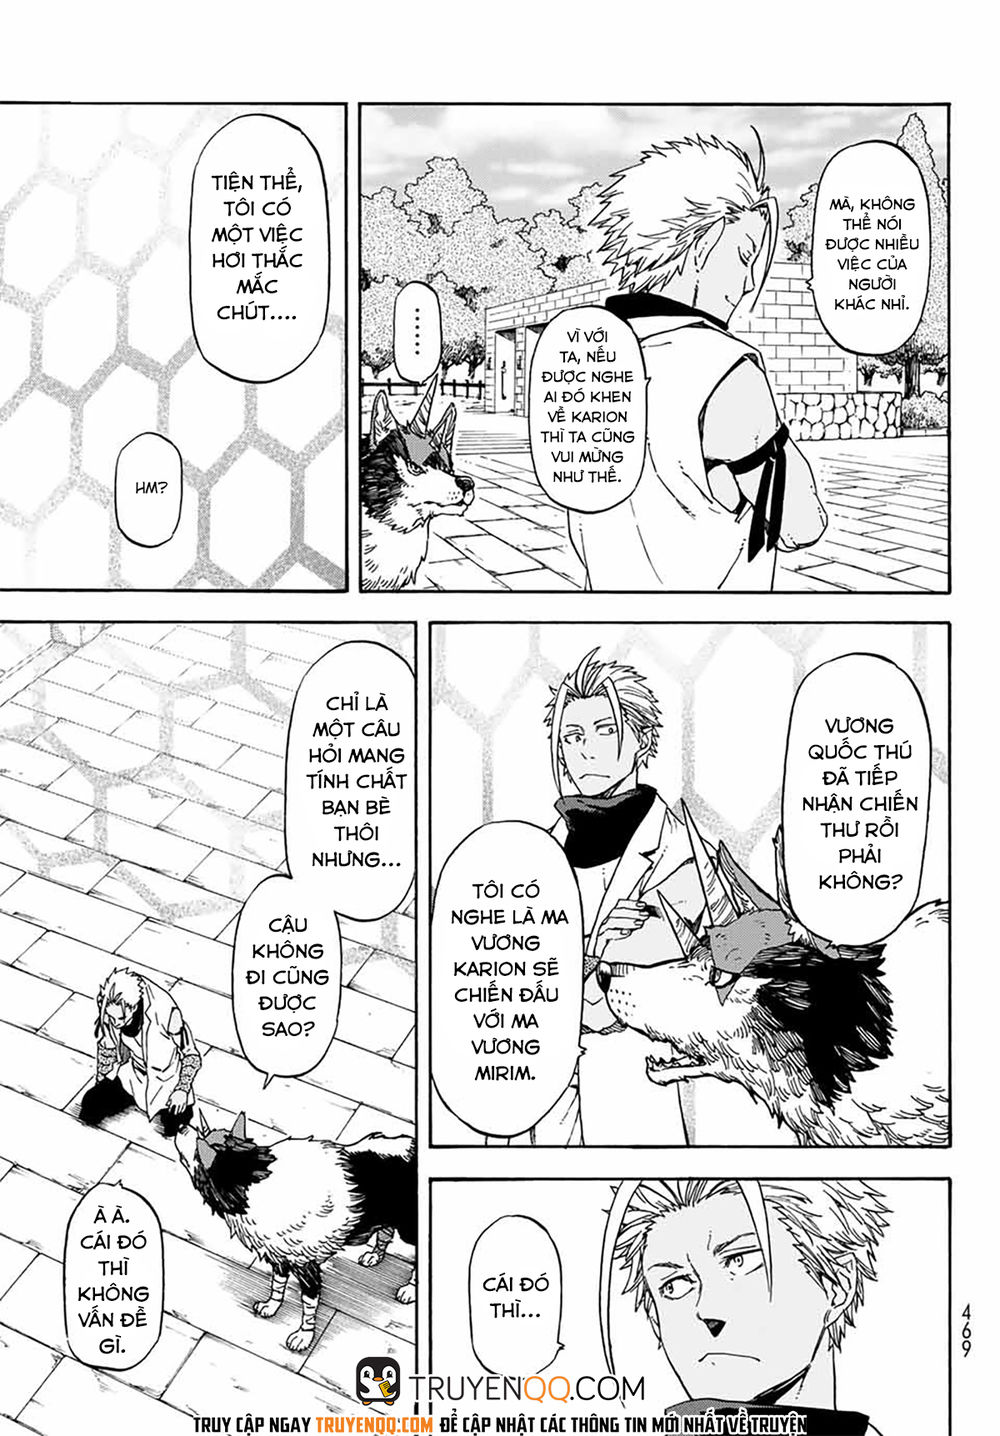 MÀ, KHÔNG
THỂ NÓI
ĐƯỢC NHIỀU
VIỆC CỦA
NGƯỜI
KHÁC NHỈ.
VÌ VỚI
TA, NẾU
ĐƯỢC NGHE
AI ĐÓ KHEN
VỀ KARION
THÌ TA CŨNG
VUI MỪNG
NHƯ THẾ.
......
TIỆN THỂ,
TÔI CÓ
MỘT VIỆC
HƠI THẮC
MẮC
CHÚT....
HM?
VƯƠNG
QUỐC THÚ
ĐÃ TIẾP
NHẬN CHIẾN
THƯ RỒI
PHẢI
KHÔNG?
TÔI CÓ
NGHE LÀ MA
VƯƠNG
KARION SẼ
CHIẾN ĐẤU
VỚI MA
VƯƠNG
MIRIM.
CHỈ LÀ
MỘT CÂU
HỎI MANG
TÍNH CHẤT
BẠN BÈ
THÔI
NHƯNG...
CẬU
KHÔNG
ĐI CŨNG
ĐƯỢC
SAO?
CÁI ĐÓ
THÌ...
À À.
CÁI ĐÓ
THÌ
KHÔNG
VẤN ĐỀ
GÌ.
469
TRUYENQQ.COM
TRUY CẬP NGAY TRUYENQQ.COM ĐỂ CẬP NHẬT CÁC THÔNG TIN MỚI NHẤT VỀ TRUYỆN